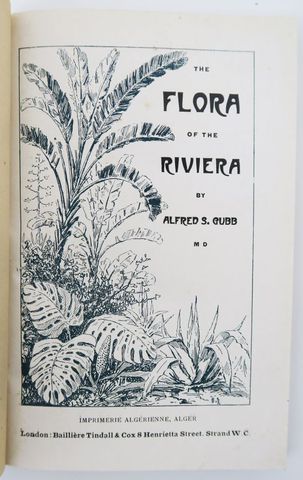 THE
FLORA
OF THE
RIVIERA
BY
ALFRED S. GUBB
M D
IMPRIMERIE ALGÉRIENNE, ALGER
London: Baillière Tindall & Cox 8 Henrietta Street. Strand W C.